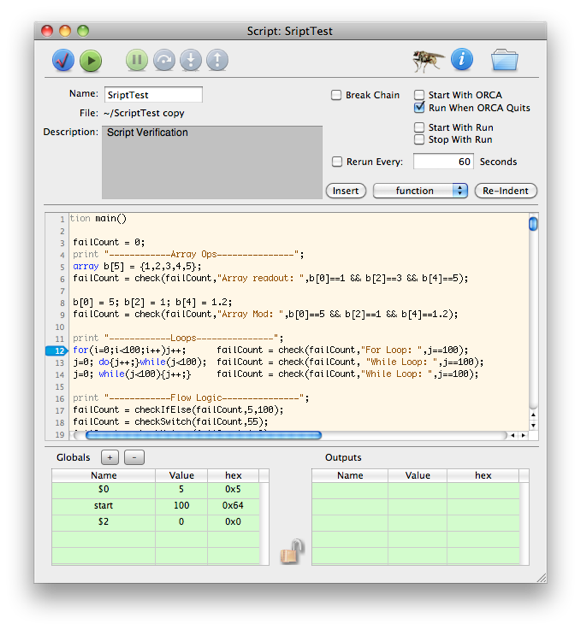 Script: SriptTest
Name: SriptTest
File: ~/ScriptTest copy
Description: Script Verification
Break Chain
Start With ORCA
Run When ORCA Quits
Start With Run
Stop With Run
Rerun Every: 60 Seconds
Insert function Re-Indent
1 tion main()
2
3 failCount = 0;
4 print "------------Array Ops---------------";
5 array b[5] = {1,2,3,4,5};
6 failCount = check(failCount,"Array readout: ",b[0]==1 && b[2]==3 && b[4]==5);
7
8 b[0] = 5; b[2] = 1; b[4] = 1.2;
9 failCount = check(failCount,"Array Mod: ",b[0]==5 && b[2]==1 && b[4]==1.2);
10
11 print "------------Loops---------------";
12 for(i=0;i<100;i++)j++; failCount = check(failCount,"For Loop: ",j==100);
13 j=0; do{j++;}while(j<100); failCount = check(failCount, "While Loop: ",j==100);
14 j=0; while(j<100){j++;} failCount = check(failCount,"While Loop: ",j==100);
15
16 print "------------Flow Logic---------------";
17 failCount = checkIfElse(failCount,5,100);
18 failCount = checkSwitch(failCount,55);
19
Globals + -
Name Value hex
$0 5 0x5
start 100 0x64
$2 0 0x0
Outputs
Name Value hex